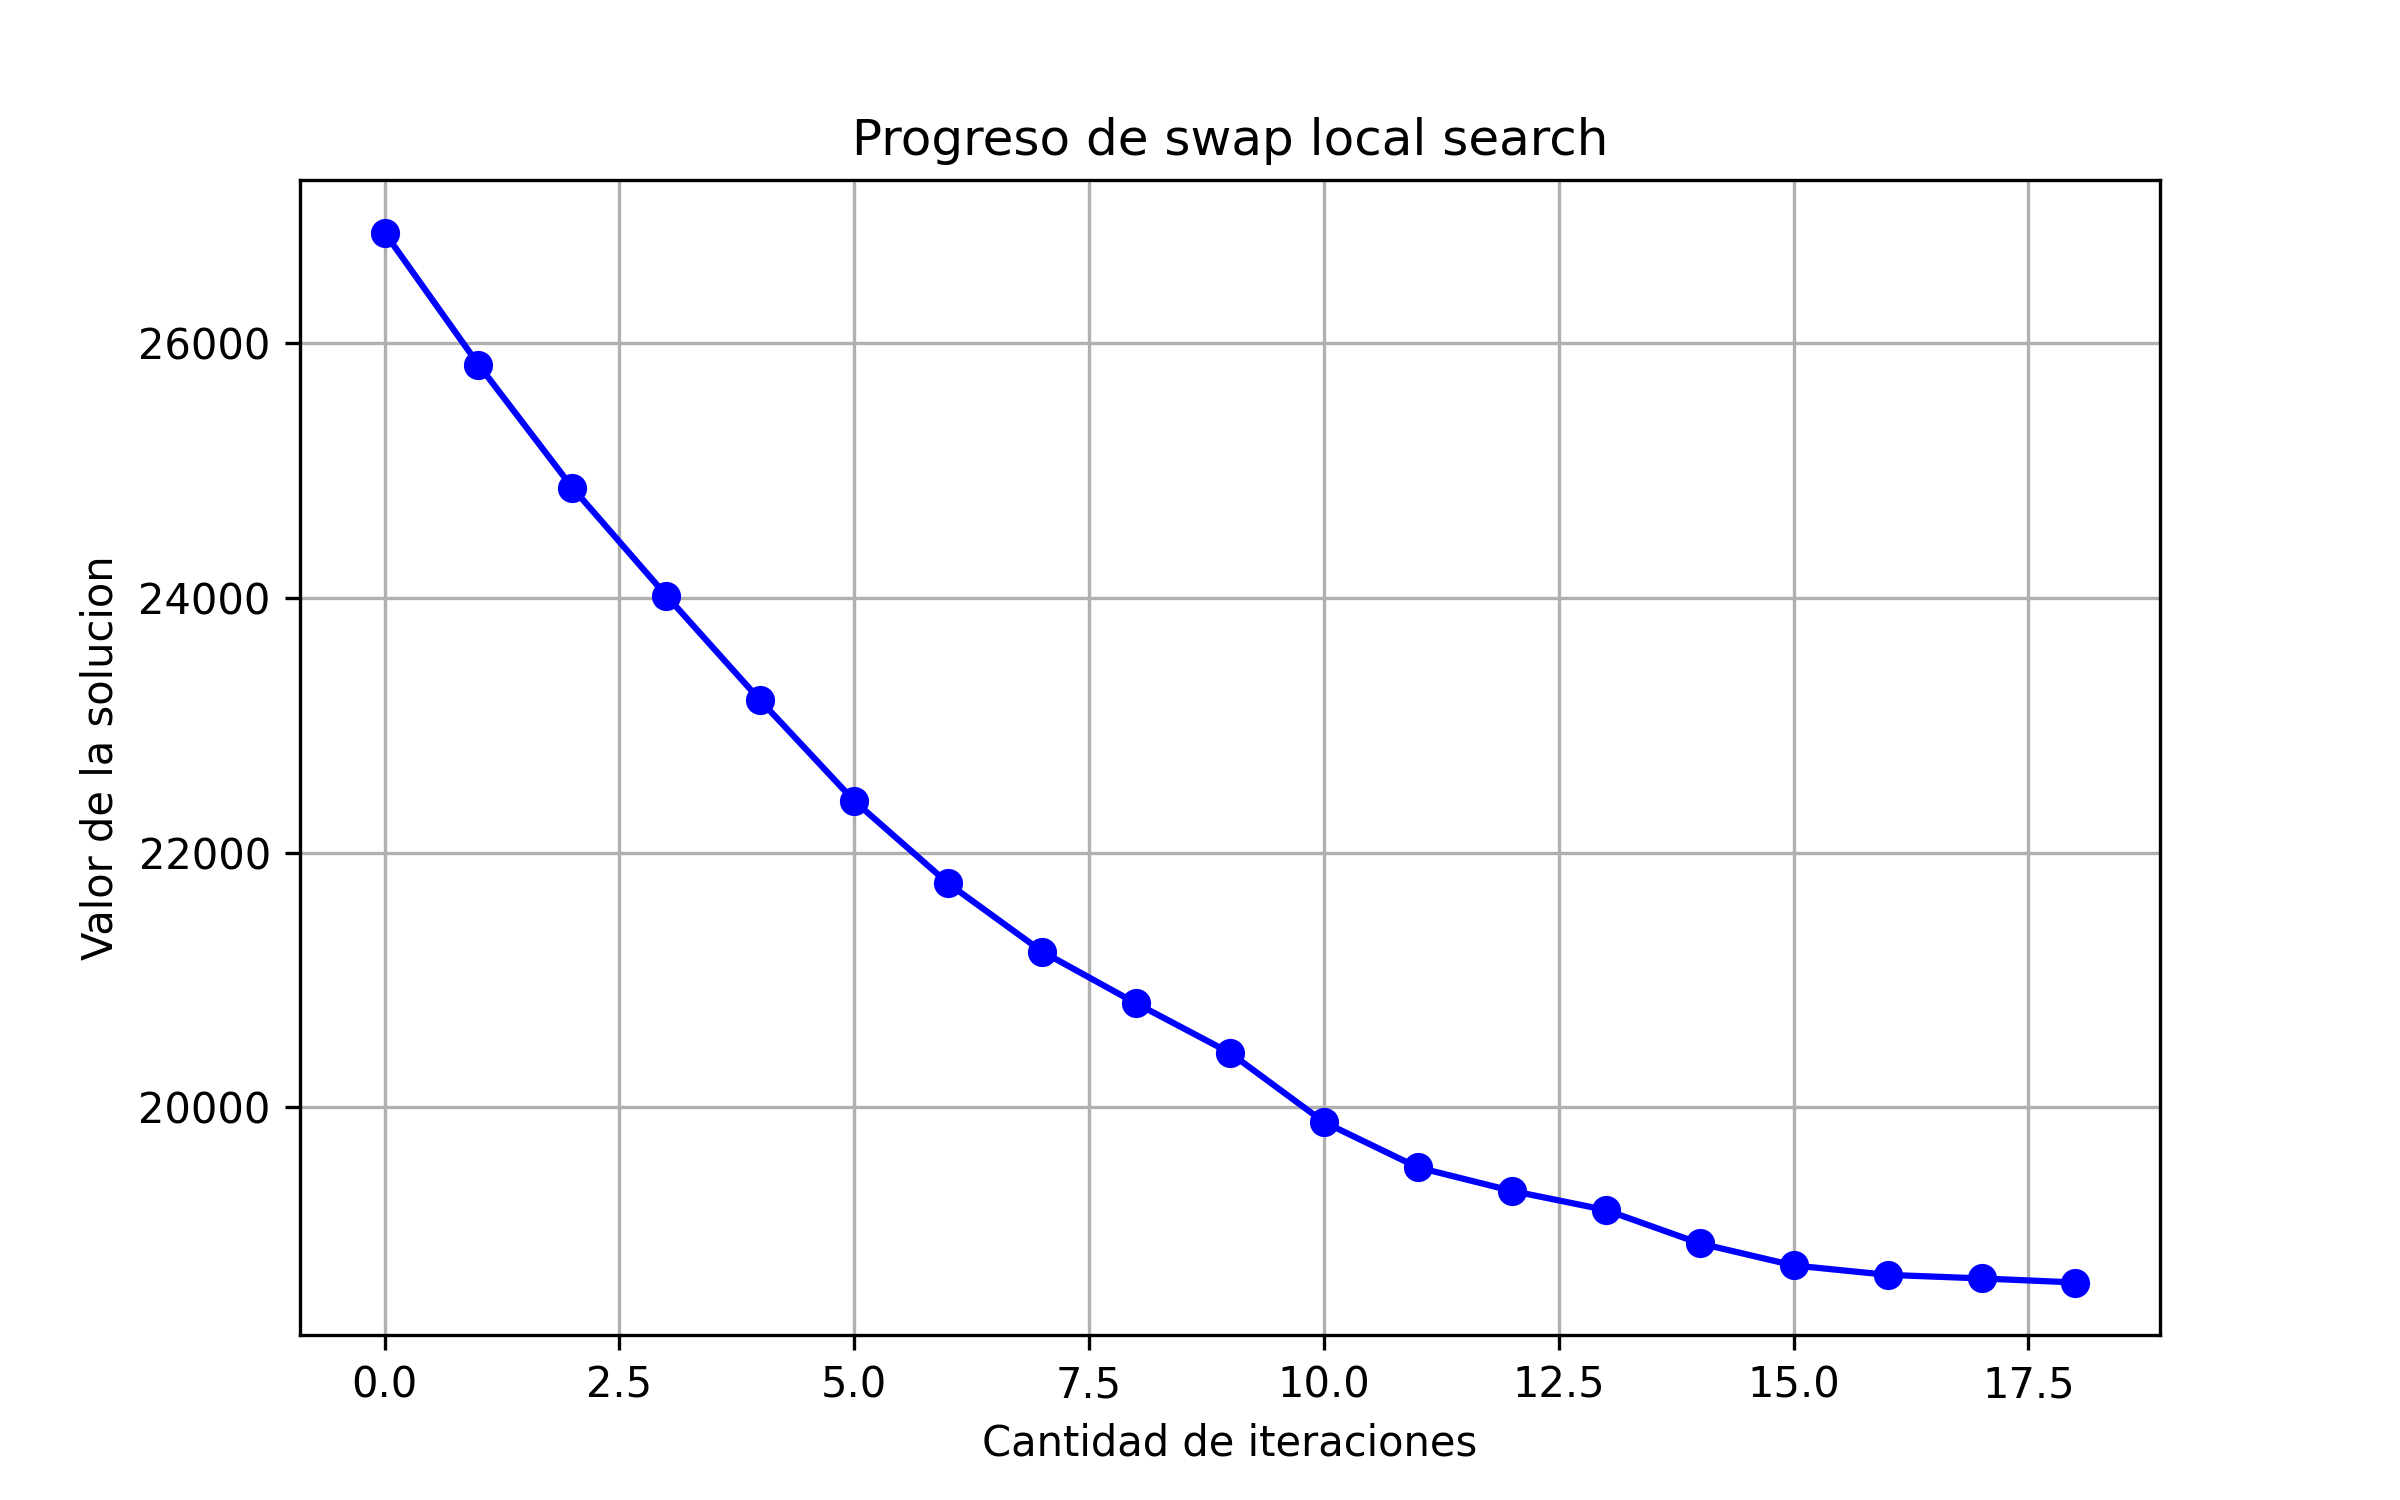 Progreso de swap local search
Valor de la solucion
26000
24000
22000
20000
0.0 2.5 5.0 7.5 10.0 12.5 15.0 17.5
Cantidad de iteraciones